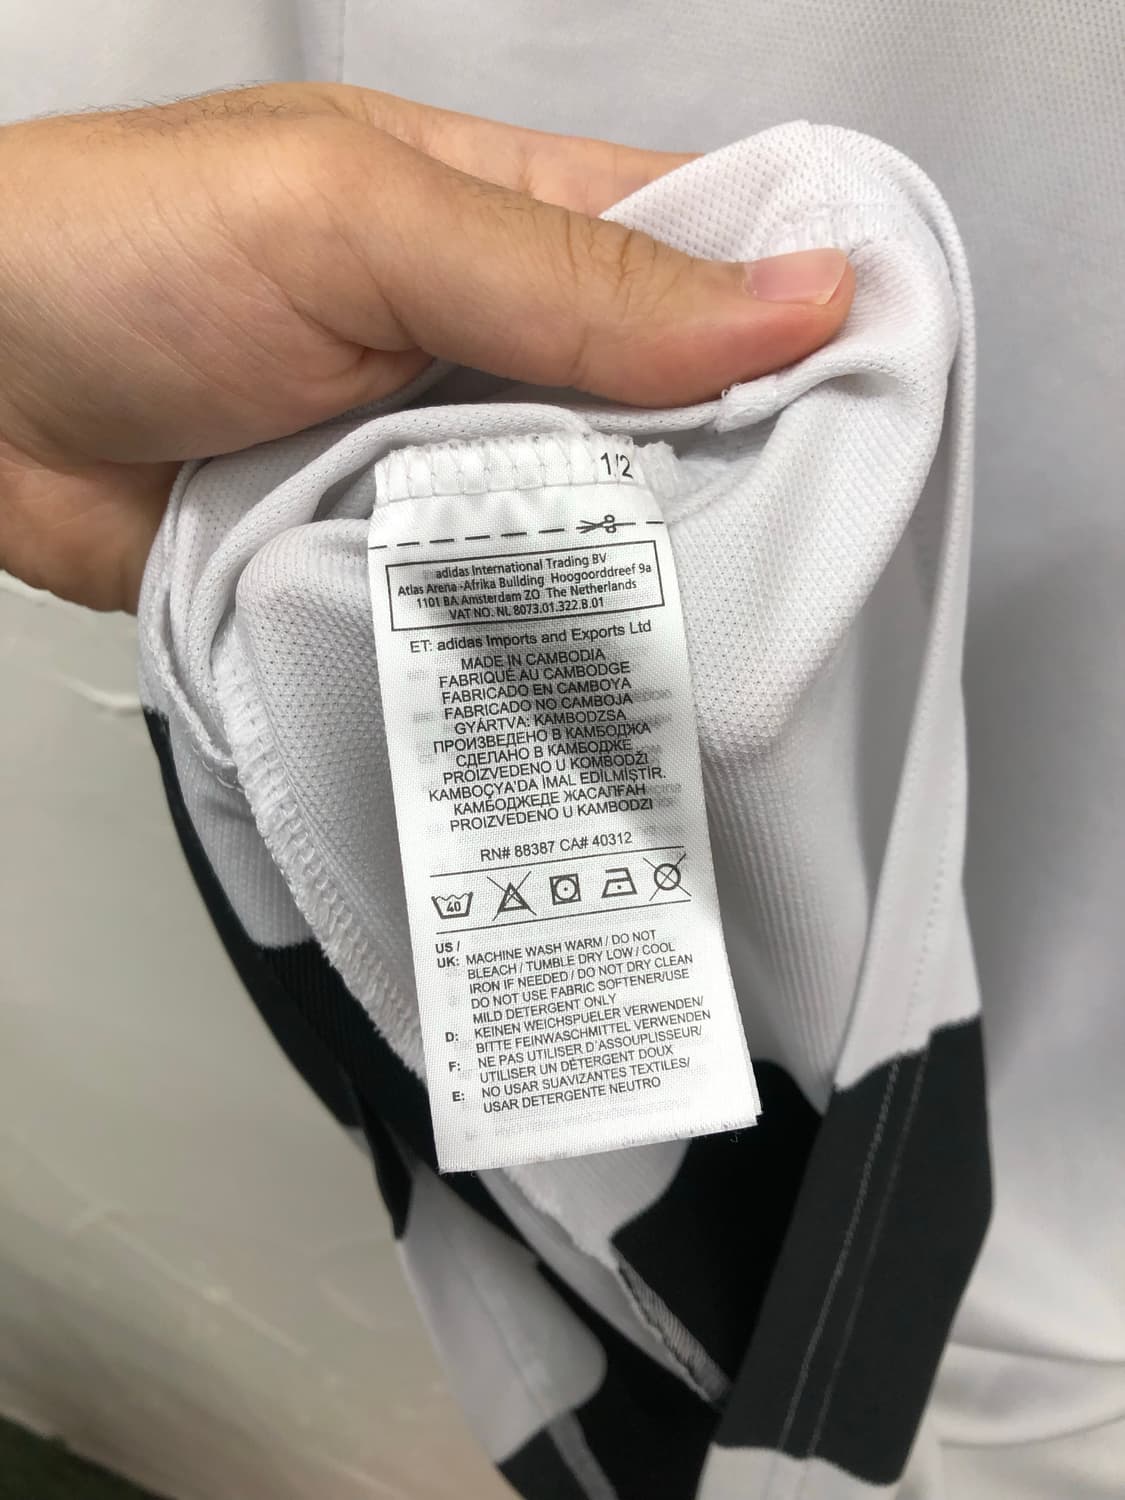 1/2
adidas International Trading BV
Atlas Arena -Afrika Building Hoogoorddreef 9a
1101 BA Amsterdam ZO The Netherlands
VAT NO. NL 8073.01.322.B.01
ET: adidas Imports and Exports Ltd
MADE IN CAMBODIA
FABRIQUÉ AU CAMBODGE
FABRICADO EN CAMBOYA
FABRICADO NO CAMBOJA
GYÁRTVA: KAMBODZSA
ПРОИЗВЕДЕНО В КАМБОДЖА
СДЕЛАНО В КАМБОДЖЕ
PROIZVEDENO U KOMBODŽI
KAMBOÇYA'DA İMAL EDİLMİŞTİR.
КАМБОДЖЕДЕ ЖАСАЛҒАН
PROIZVEDENO U KAMBODZI
RN# 88387 CA# 40312
40
US /
UK: MACHINE WASH WARM / DO NOT
BLEACH / TUMBLE DRY LOW / COOL
IRON IF NEEDED / DO NOT DRY CLEAN
DO NOT USE FABRIC SOFTENER/USE
MILD DETERGENT ONLY
D: KEINEN WEICHSPUELER VERWENDEN/
BITTE FEINWASCHMITTEL VERWENDEN
F: NE PAS UTILISER D'ASSOUPLISSEUR/
UTILISER UN DÉTERGENT DOUX
E: NO USAR SUAVIZANTES TEXTILES/
USAR DETERGENTE NEUTRO